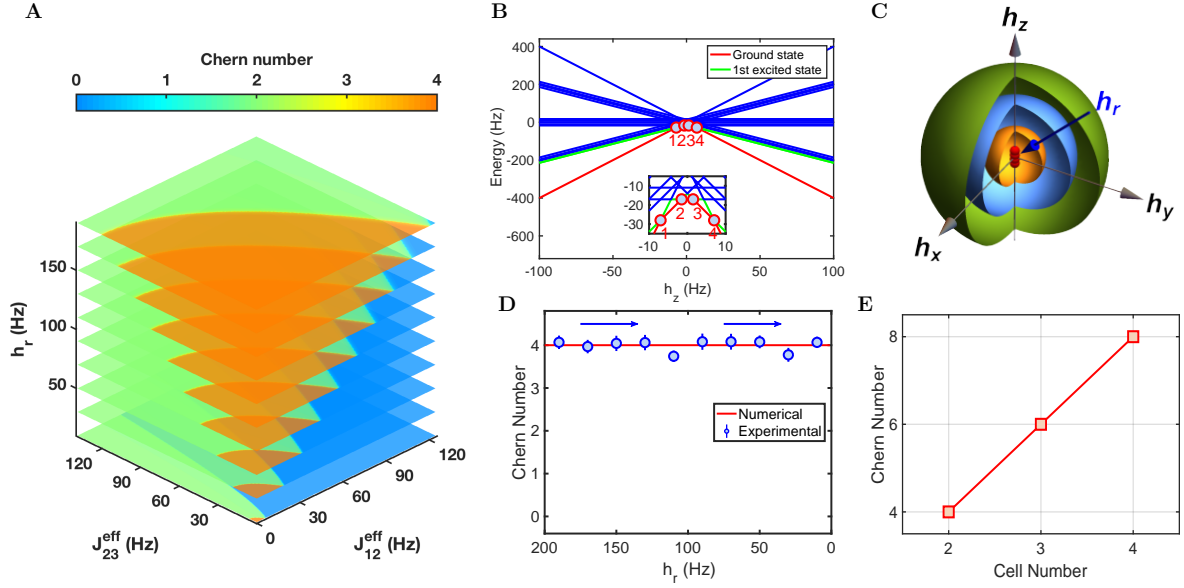 A
Chern number
0 1 2 3 4
h_r (Hz)
150
100
50
120
90
60
30
0
30
60
90
120
J_23^eff (Hz)
J_12^eff (Hz)
B
Energy (Hz)
400
200
0
-200
-400
-600
Ground state
1st excited state
1234
-10
-20
-30
2 3
1 4
-10 0 10
-100 -50 0 50 100
h_z (Hz)
C
h_z
h_r
h_y
h_x
D
Chern Number
5
4
3
2
1
0
Numerical
Experimental
200 150 100 50 0
h_r (Hz)
E
Chern Number
8
6
4
2 3 4
Cell Number